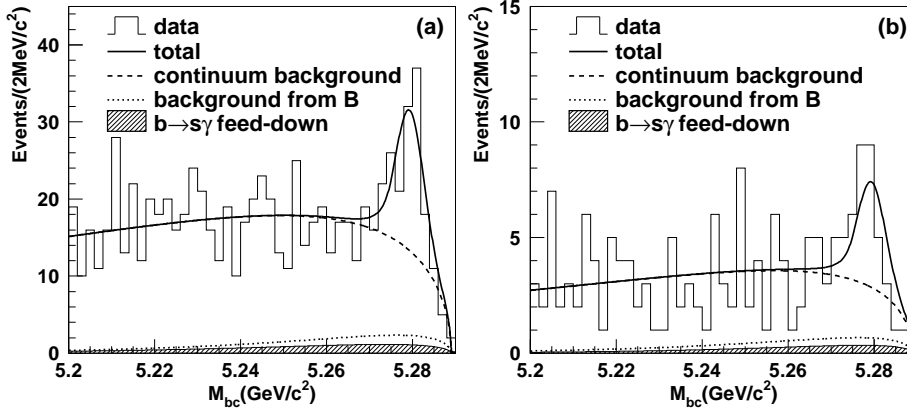 Events/(2MeV/c²)
40
30
20
10
0
(a)
data
total
continuum background
background from B
b→sγ feed-down
5.2
5.22
5.24
5.26
5.28
M_bc(GeV/c²)
Events/(2MeV/c²)
15
10
5
0
(b)
data
total
continuum background
background from B
b→sγ feed-down
5.2
5.22
5.24
5.26
5.28
M_bc(GeV/c²)